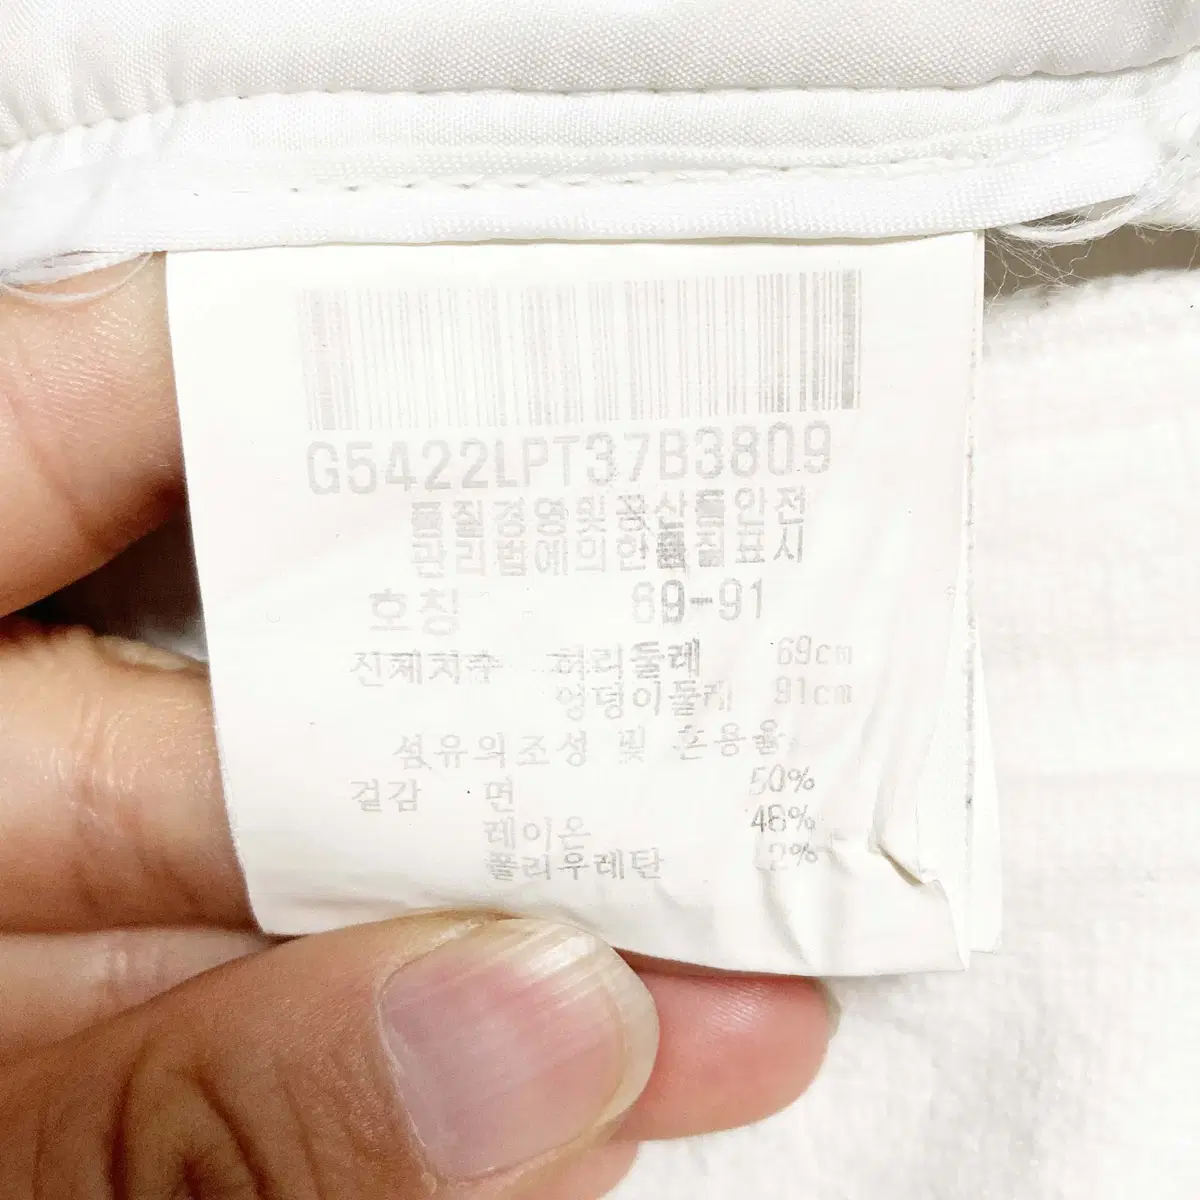 G5422LPT37B3809
품질경영및공산품안전
관리법에의한품질표시
호칭 69-91
신체치수 허리둘레 69cm
엉덩이둘레 91cm
섬유의조성 및 혼용율
겉감 면 50%
레이온 48%
폴리우레탄 2%